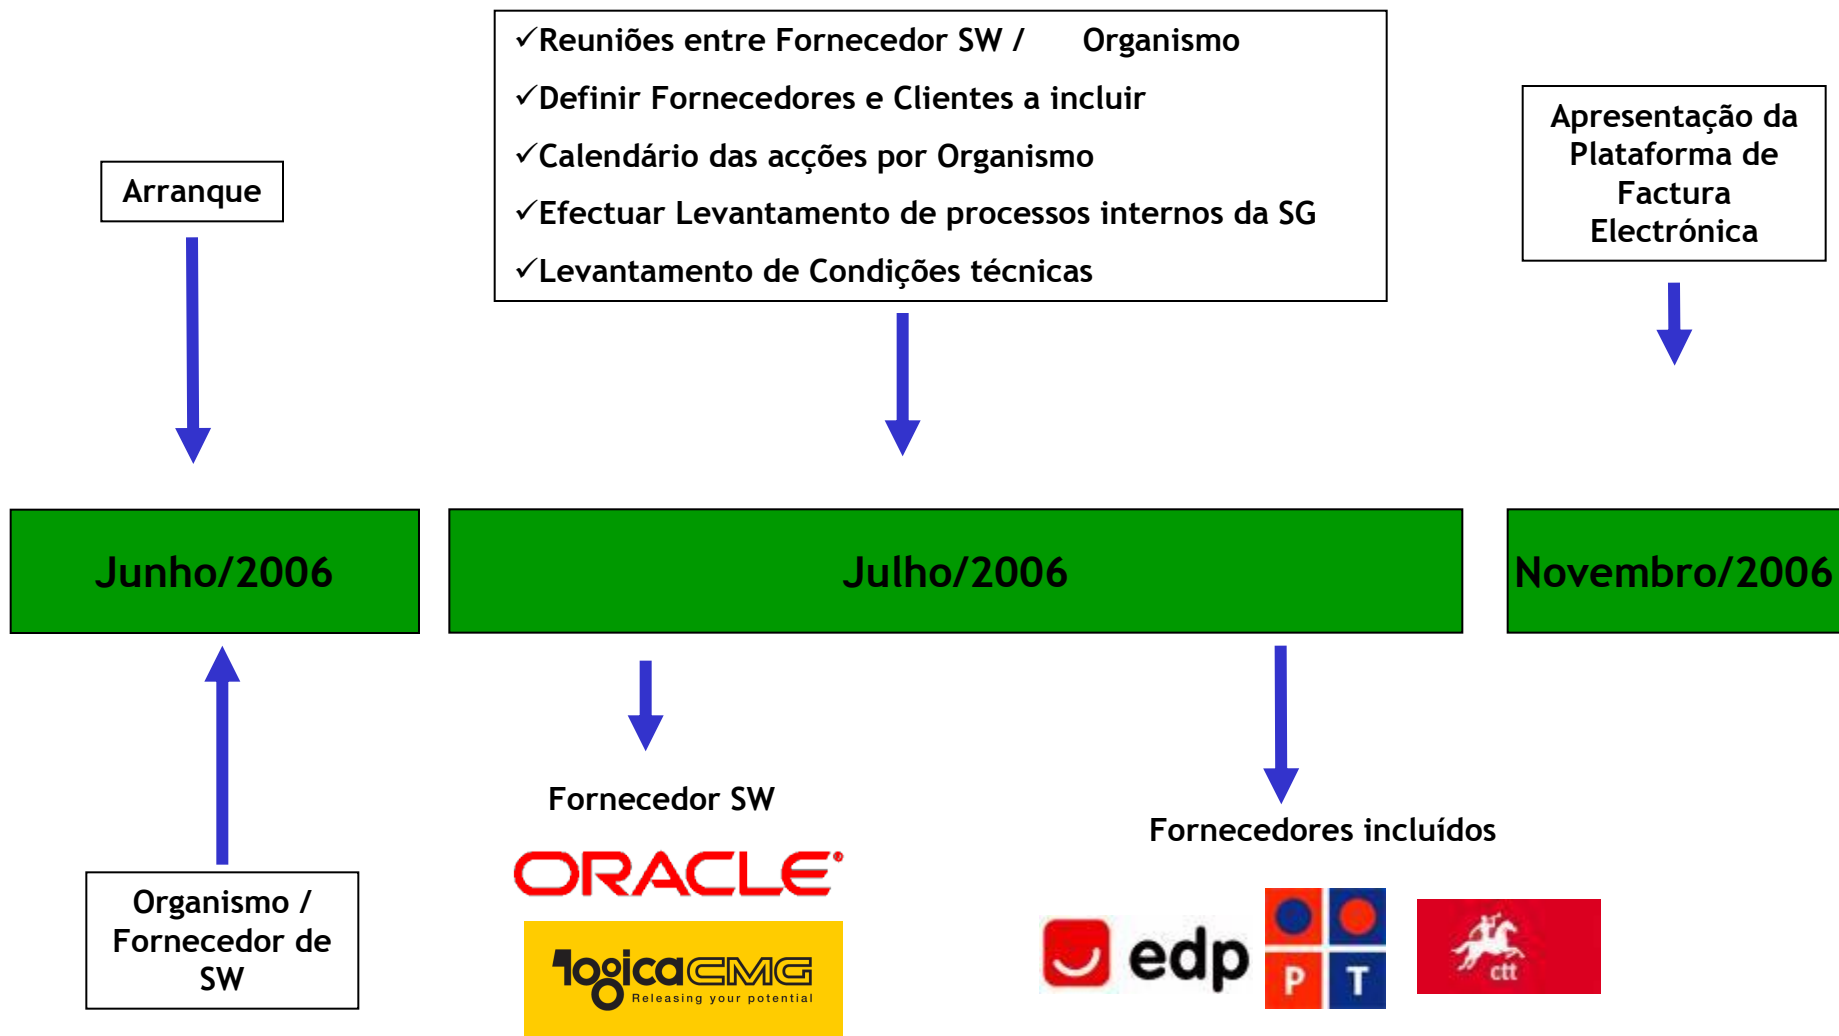 ✓Reuniões entre Fornecedor SW / Organismo
✓Definir Fornecedores e Clientes a incluir
✓Calendário das acções por Organismo
✓Efectuar Levantamento de processos internos da SG
✓Levantamento de Condições técnicas
Apresentação da
Plataforma de
Factura
Electrónica
Arranque
Junho/2006
Julho/2006
Novembro/2006
Organismo /
Fornecedor de
SW
Fornecedor SW
ORACLE®
logicaCMG
Releasing your potential
Fornecedores incluídos
edp
P T
ctt